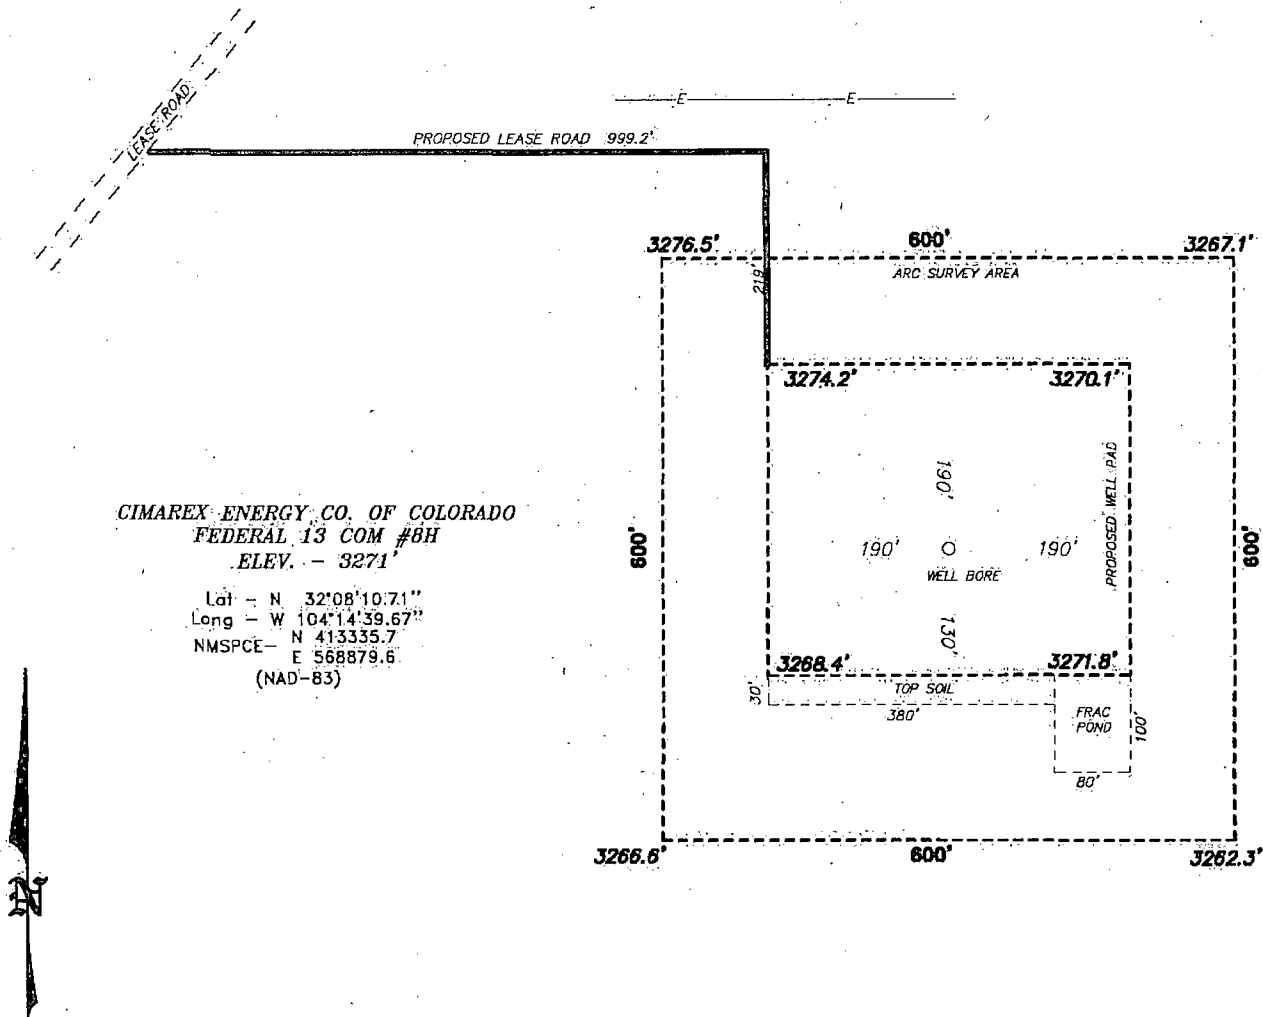 LEASE ROAD
E E
PROPOSED LEASE ROAD 999.2'
219'
3276.5' 600' 3267.1'
ARC SURVEY AREA
3274.2' 3270.1'
PROPOSED WELL PAD
190'
190' 190'
WELL BORE
130'
600'
600'
CIMAREX ENERGY CO. OF COLORADO
FEDERAL 13 COM #8H
ELEV. - 3271'
Lat - N 32°08'10.71"
Long - W 104°14'39.67"
NMSPCE- N 413335.7
E 568879.6
(NAD-83)
3268.4' 3271.8'
30' TOP SOIL
380'
FRAC
POND
100'
80'
3266.6' 600' 3262.3'
N